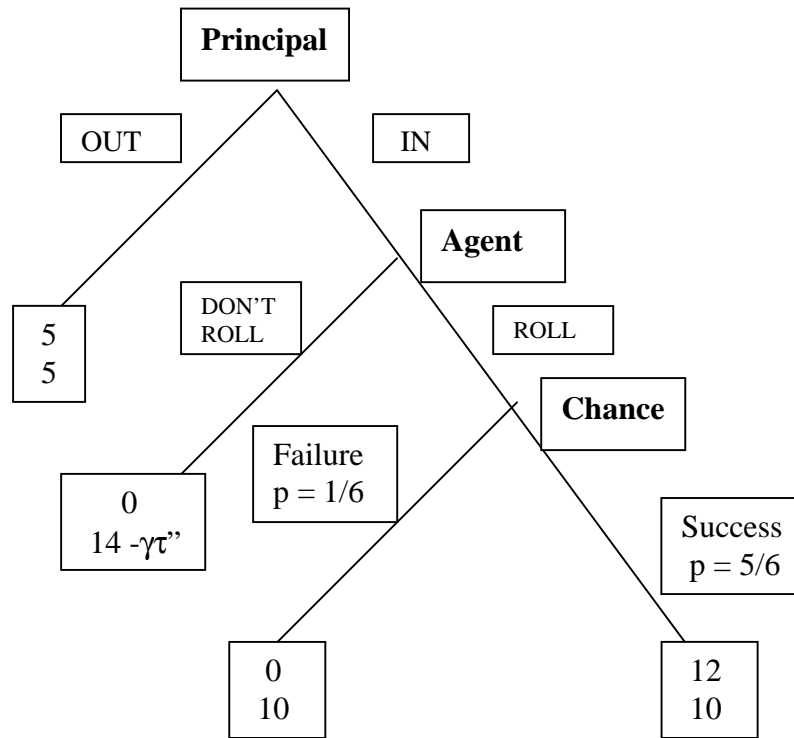 Principal
OUT
IN
Agent
DON'T
ROLL
ROLL
5
5
Chance
Failure
p = 1/6
0
14 -γτ”
Success
p = 5/6
0
10
12
10